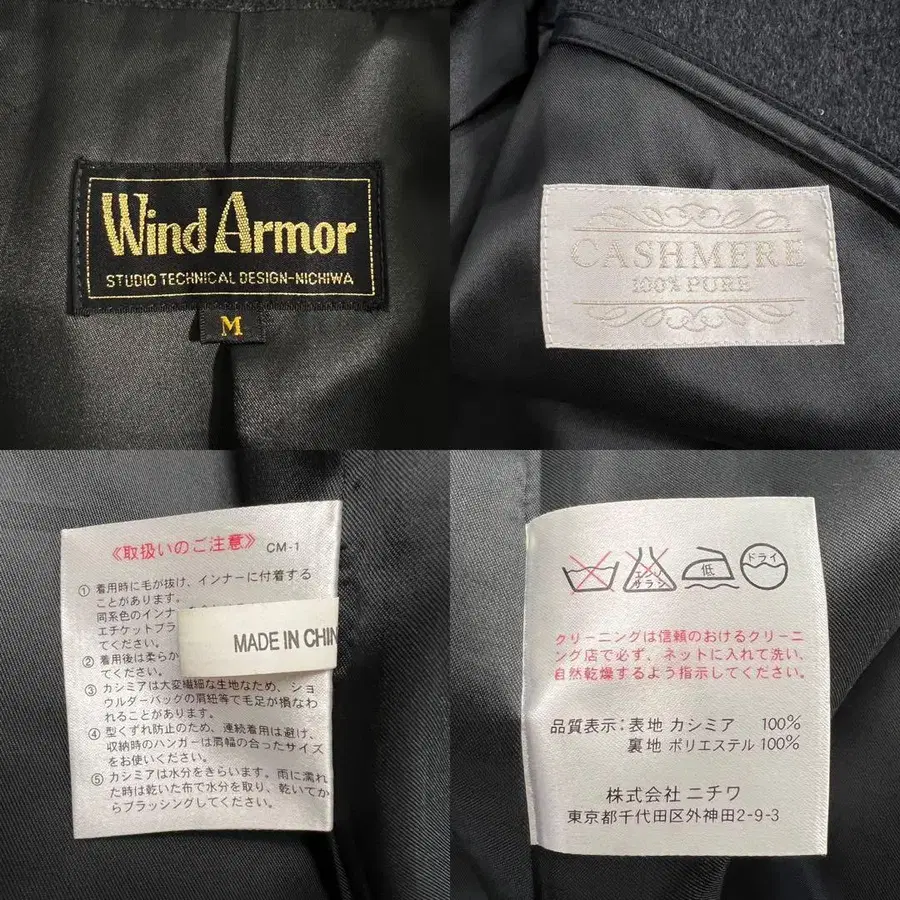 Wind Armor
STUDIO TECHNICAL DESIGN-NICHIWA
M
CASHMERE
100% PURE
《取扱いのご注意》 CM-1
① 着用時に毛が抜け、インナーに付着する
ことがあります。
同系色のインナ
エチケットブラ
てください。
② 着用後は柔らか
てください。
③ カシミアは大変繊細な生地なため、ショ
ウルダーバッグの肩紐等で毛足が損なわ
れることがあります。
④ 型くずれ防止のため、連続着用は避け、
収納時のハンガーは肩幅の合ったサイズ
をお使いください。
⑤ カシミアは水分をきらいます。雨に濡れ
た時は乾いた布で水分を取り、乾いてか
らブラッシングしてください。
MADE IN CHIN
エンソ
サラシ
低
ドライ
クリーニングは信頼のおけるクリーニ
ング店で必ず、ネットに入れて洗い、
自然乾燥するよう指示してください。
品質表示：表地 カシミア 100%
裏地 ポリエステル 100%
株式会社 ニチワ
東京都千代田区外神田2-9-3